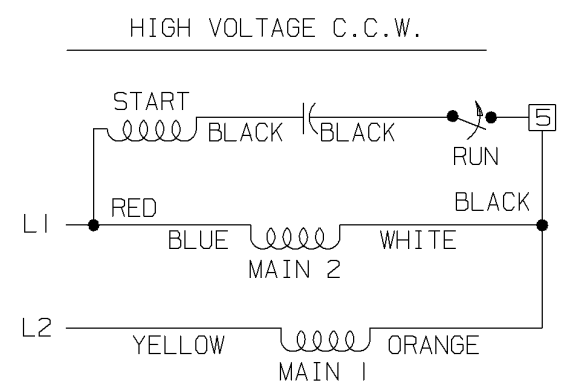 HIGH VOLTAGE C.C.W.
START
BLACK
BLACK
5
RUN
BLACK
RED
L1
BLUE
WHITE
MAIN 2
L2
YELLOW
ORANGE
MAIN 1